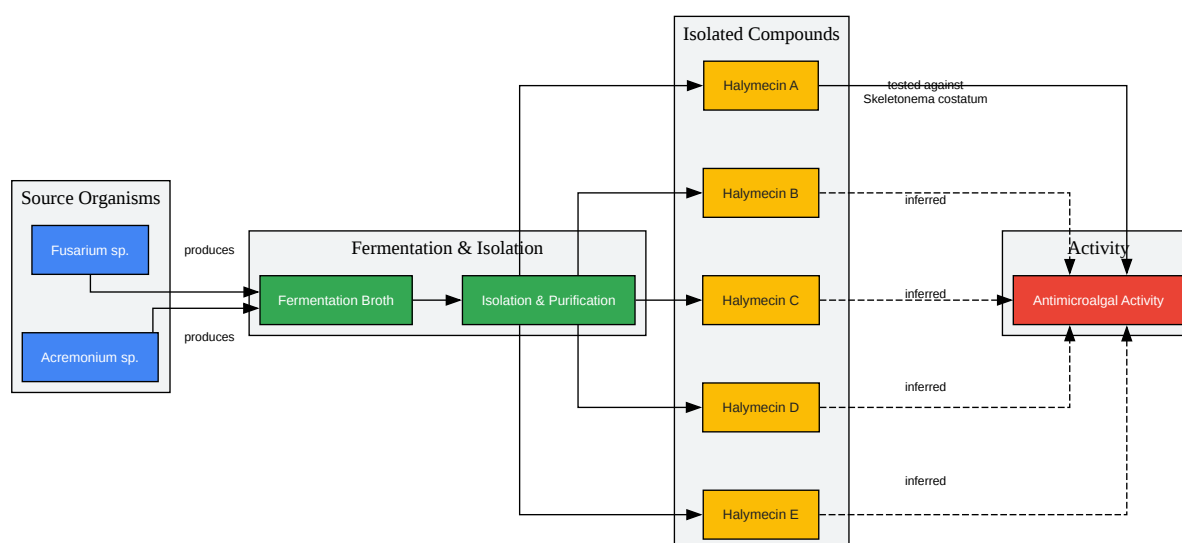 Source Organisms
Fusarium sp.
Acremonium sp.
produces
produces
Fermentation & Isolation
Fermentation Broth
Isolation & Purification
Isolated Compounds
Halymecin A
Halymecin B
Halymecin C
Halymecin D
Halymecin E
tested against
Skeletonema costatum
inferred
inferred
inferred
inferred
Activity
Antimicroalgal Activity